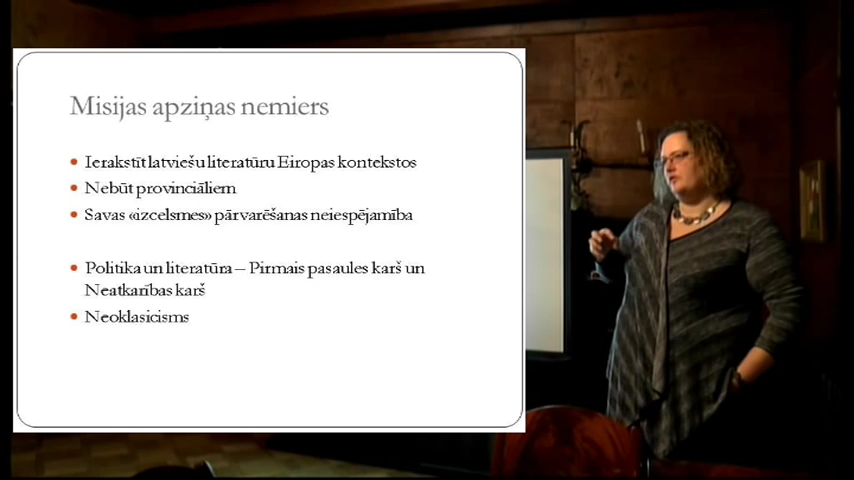 Misijas apziņas nemiers
Ierakstīt latviešu literatūru Eiropas kontekstos
Nebūt provinciāliem
Savas «izcelsmes» pārvarēšanas neiespējamība
Politika un literatūra – Pirmais pasaules karš un
Neatkarības karš
Neoklasicisms